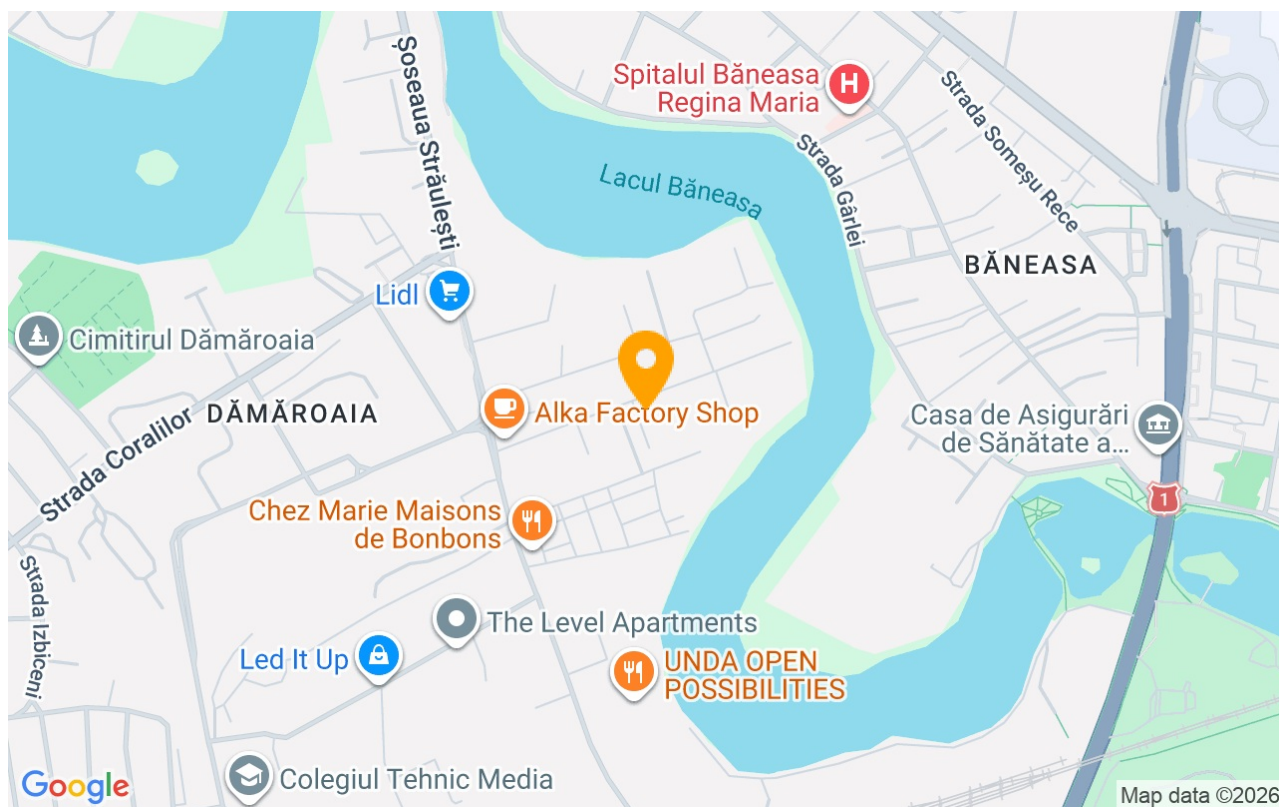 Șoseaua Străulești
Spitalul Băneasa
Regina Maria
H
Strada Someșu Rece
Strada Gârlei
Lacul Băneasa
BĂNEASA
Lidl
Cimitirul Dămăroaia
DĂMĂROAIA
Alka Factory Shop
Strada Coralilor
Casa de Asigurări
de Sănătate a...
1
Chez Marie Maisons
de Bonbons
Strada Izbiceni
The Level Apartments
Led It Up
UNDA OPEN
POSSIBILITIES
Colegiul Tehnic Media
Google
Map data ©2026